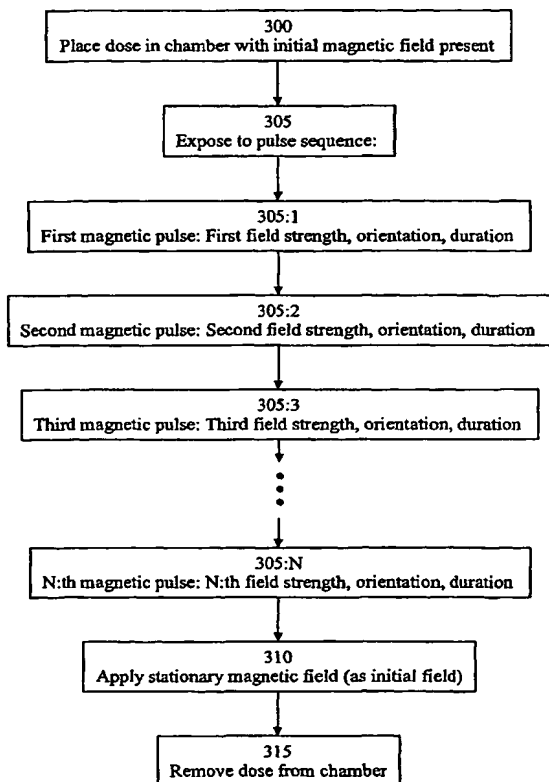 300
Place dose in chamber with initial magnetic field present
305
Expose to pulse sequence:
305:1
First magnetic pulse: First field strength, orientation, duration
305:2
Second magnetic pulse: Second field strength, orientation, duration
305:3
Third magnetic pulse: Third field strength, orientation, duration
305:N
N:th magnetic pulse: N:th field strength, orientation, duration
310
Apply stationary magnetic field (as initial field)
315
Remove dose from chamber